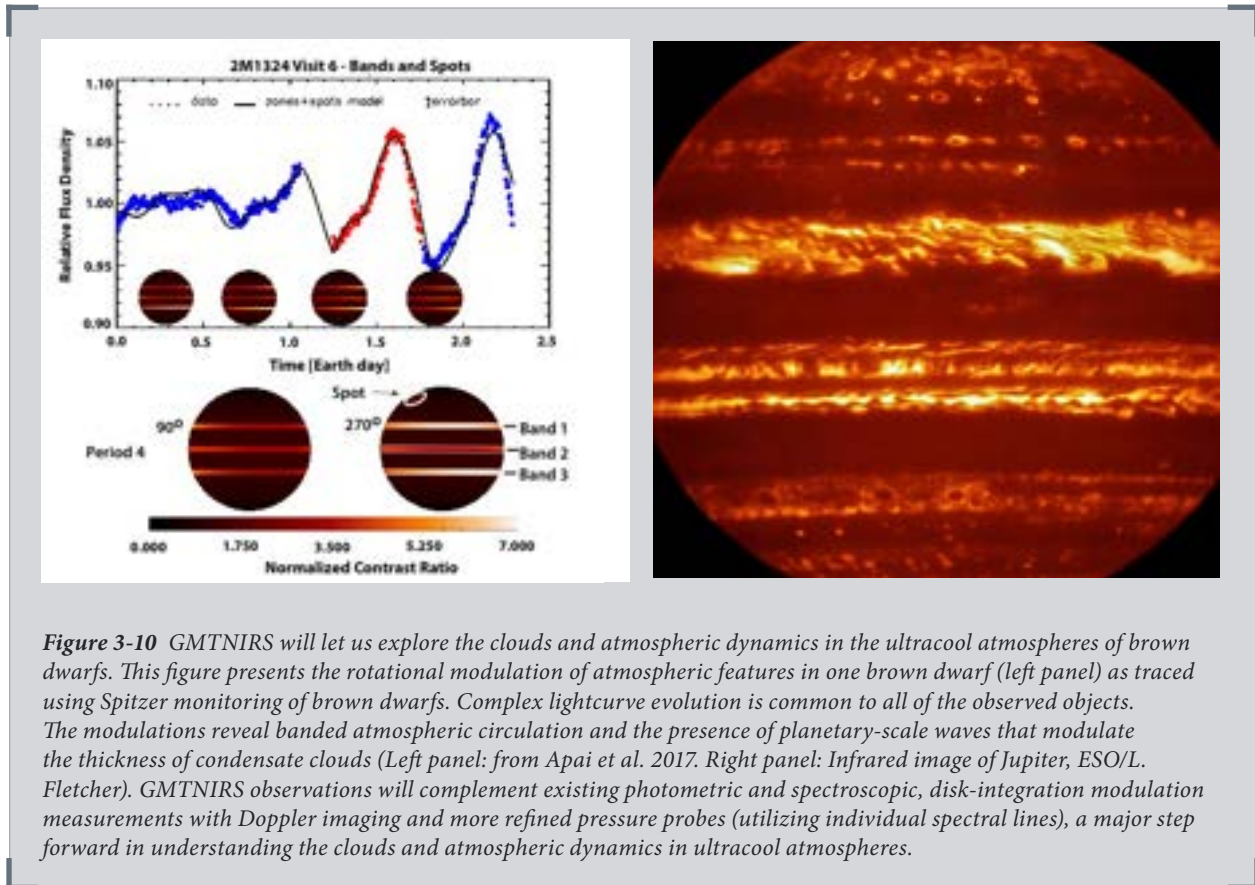 2M1324 Visit 6 - Bands and Spots
data zones+spots model errorbar
1.10
1.05
1.00
0.95
0.90
Relative Flux Density
0.0 0.5 1.0 1.5 2.0 2.5
Time [Earth day]
Spot
90° 270° Band 1
Period 4 Band 2
Band 3
0.000 1.750 3.500 5.250 7.000
Normalized Contrast Ratio
Figure 3-10 GMTNIRS will let us explore the clouds and atmospheric dynamics in the ultracool atmospheres of brown
dwarfs. This figure presents the rotational modulation of atmospheric features in one brown dwarf (left panel) as traced
using Spitzer monitoring of brown dwarfs. Complex lightcurve evolution is common to all of the observed objects.
The modulations reveal banded atmospheric circulation and the presence of planetary-scale waves that modulate
the thickness of condensate clouds (Left panel: from Apai et al. 2017. Right panel: Infrared image of Jupiter, ESO/L.
Fletcher). GMTNIRS observations will complement existing photometric and spectroscopic, disk-integration modulation
measurements with Doppler imaging and more refined pressure probes (utilizing individual spectral lines), a major step
forward in understanding the clouds and atmospheric dynamics in ultracool atmospheres.